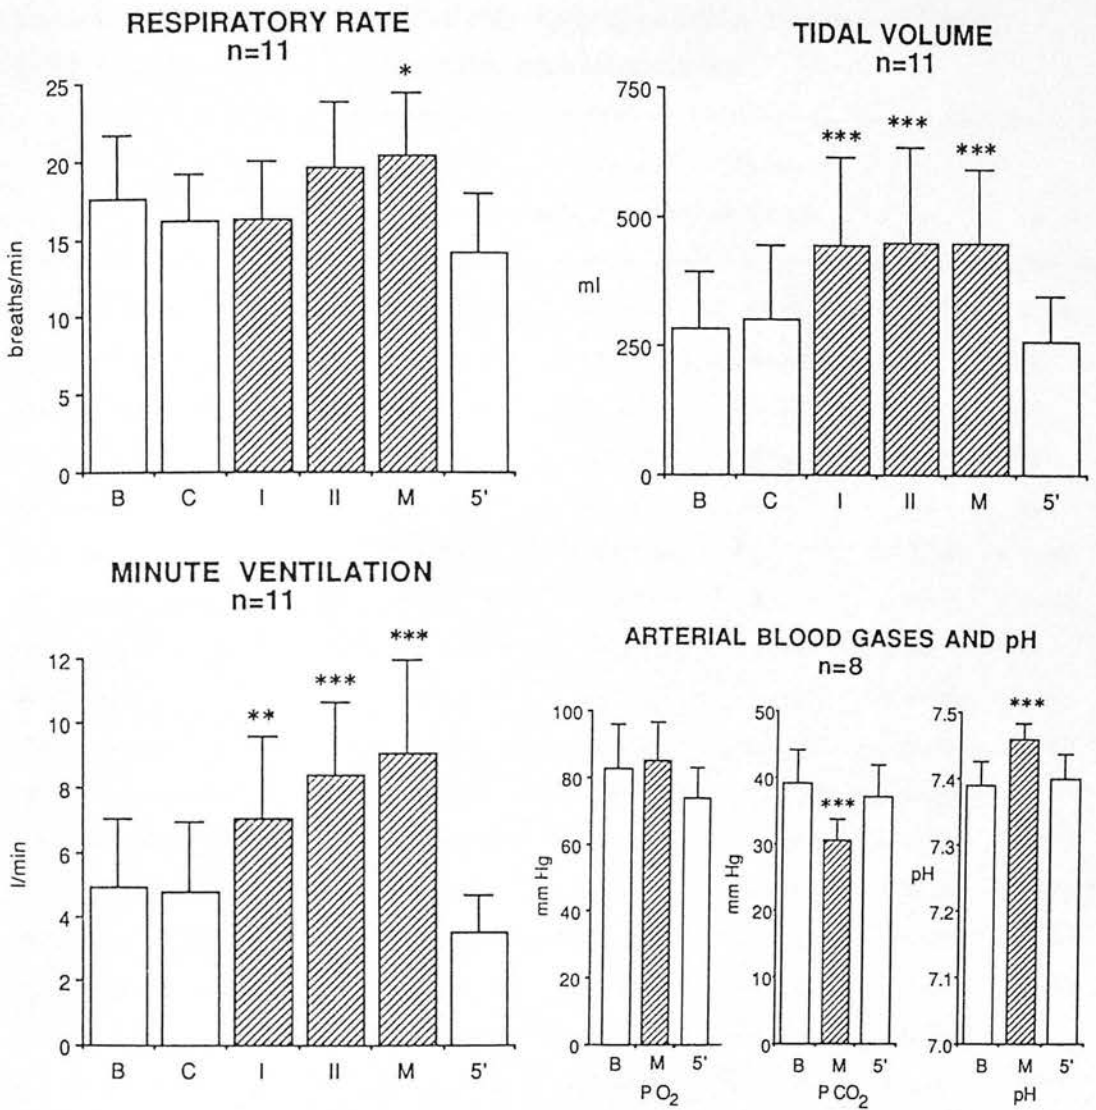 RESPIRATORY RATE
n=11
25
20
15
10
5
0
breaths/min
*
B C I II M 5'
TIDAL VOLUME
n=11
750
500
250
0
ml
*** *** ***
B C I II M 5'
MINUTE VENTILATION
n=11
12
10
8
6
4
2
0
l/min
** *** ***
B C I II M 5'
ARTERIAL BLOOD GASES AND pH
n=8
100
80
60
40
20
0
mm Hg
B M 5'
P O2
50
40
30
20
10
0
mm Hg
***
B M 5'
P CO2
7.5
7.4
7.3
7.2
7.1
7.0
pH
***
B M 5'
pH